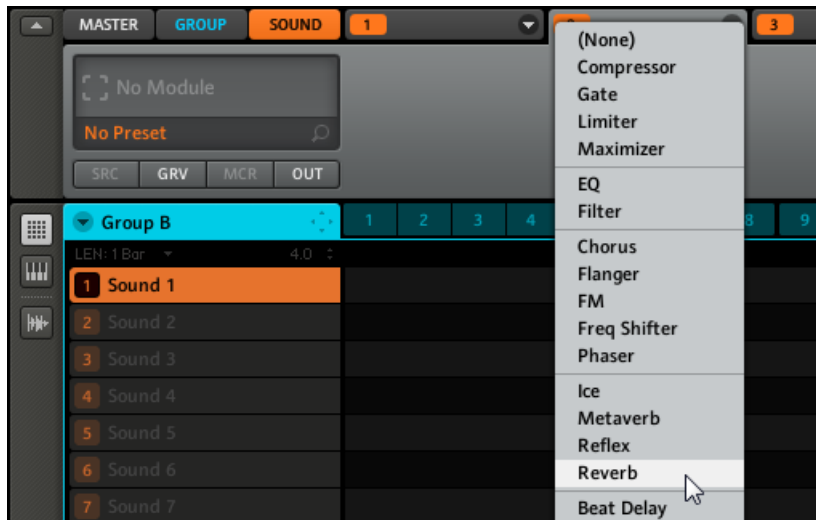 MASTER GROUP SOUND 1 3
No Module
No Preset
SRC GRV MCR OUT
Group B 1 2 3 4 8 9
LEN: 1 Bar 4.0
1 Sound 1
2 Sound 2
3 Sound 3
4 Sound 4
5 Sound 5
6 Sound 6
7 Sound 7
(None)
Compressor
Gate
Limiter
Maximizer
EQ
Filter
Chorus
Flanger
FM
Freq Shifter
Phaser
Ice
Metaverb
Reflex
Reverb
Beat Delay